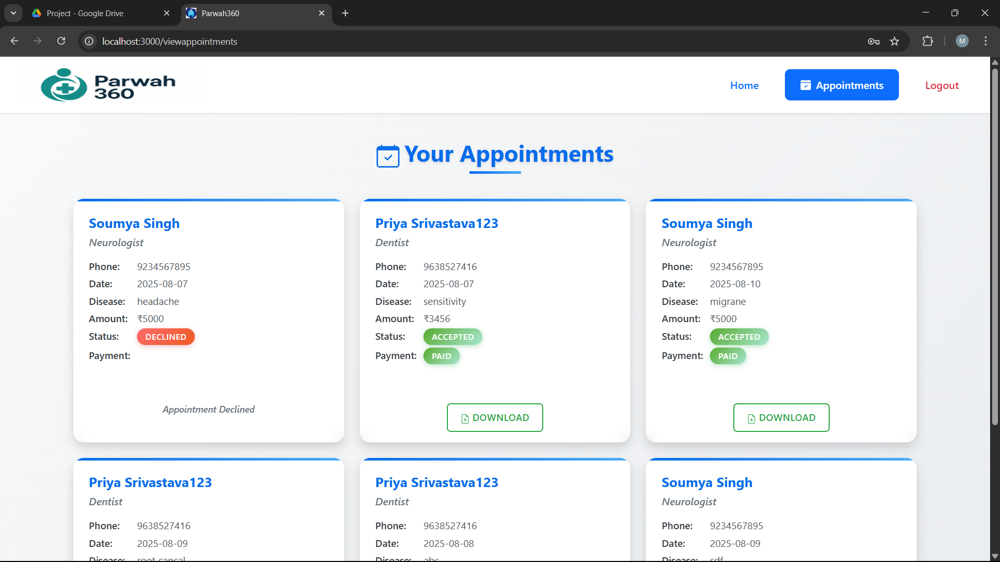 Project - Google Drive
Parwah360
localhost:3000/viewappointments
M
Parwah
360
Home
Appointments
Logout
Your Appointments
Soumya Singh
Neurologist
Phone: 9234567895
Date: 2025-08-07
Disease: headache
Amount: ₹5000
Status: DECLINED
Payment:
Appointment Declined
Priya Srivastava123
Dentist
Phone: 9638527416
Date: 2025-08-07
Disease: sensitivity
Amount: ₹3456
Status: ACCEPTED
Payment: PAID
DOWNLOAD
Soumya Singh
Neurologist
Phone: 9234567895
Date: 2025-08-10
Disease: migrane
Amount: ₹5000
Status: ACCEPTED
Payment: PAID
DOWNLOAD
Priya Srivastava123
Dentist
Phone: 9638527416
Date: 2025-08-09
Disease: root cancal
Priya Srivastava123
Dentist
Phone: 9638527416
Date: 2025-08-08
Disease: abc
Soumya Singh
Neurologist
Phone: 9234567895
Date: 2025-08-09
Disease: sdf